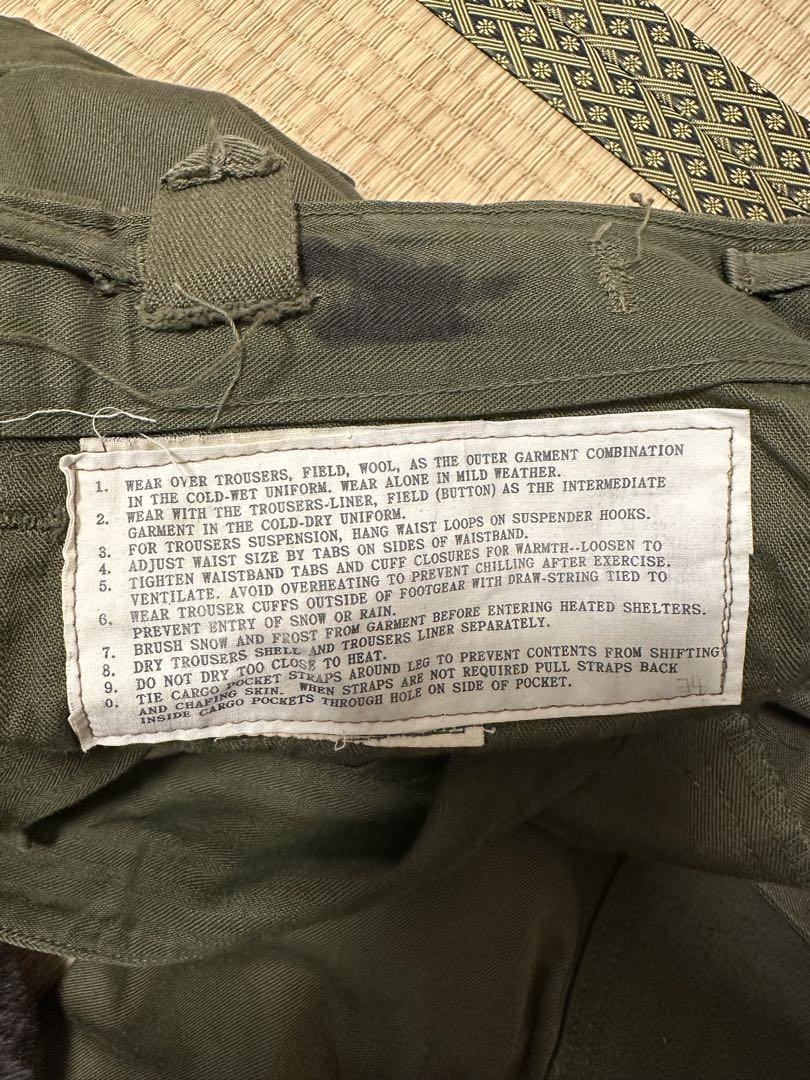 1. WEAR OVER TROUSERS, FIELD, WOOL, AS THE OUTER GARMENT COMBINATION
IN THE COLD-WET UNIFORM. WEAR ALONE IN MILD WEATHER.
2. WEAR WITH THE TROUSERS-LINER, FIELD (BUTTON) AS THE INTERMEDIATE
GARMENT IN THE COLD-DRY UNIFORM.
3. FOR TROUSERS SUSPENSION, HANG WAIST LOOPS ON SUSPENDER HOOKS.
4. ADJUST WAIST SIZE BY TABS ON SIDES OF WAISTBAND.
5. TIGHTEN WAISTBAND TABS AND CUFF CLOSURES FOR WARMTH--LOOSEN TO
VENTILATE. AVOID OVERHEATING TO PREVENT CHILLING AFTER EXERCISE.
6. WEAR TROUSER CUFFS OUTSIDE OF FOOTGEAR WITH DRAW-STRING TIED TO
PREVENT ENTRY OF SNOW OR RAIN.
7. BRUSH SNOW AND FROST FROM GARMENT BEFORE ENTERING HEATED SHELTERS.
8. DRY TROUSERS SHELL AND TROUSERS LINER SEPARATELY.
9. DO NOT DRY TOO CLOSE TO HEAT.
0. TIE CARGO POCKET STRAPS AROUND LEG TO PREVENT CONTENTS FROM SHIFTING
AND CHAFING SKIN. WHEN STRAPS ARE NOT REQUIRED PULL STRAPS BACK
INSIDE CARGO POCKETS THROUGH HOLE ON SIDE OF POCKET.
34